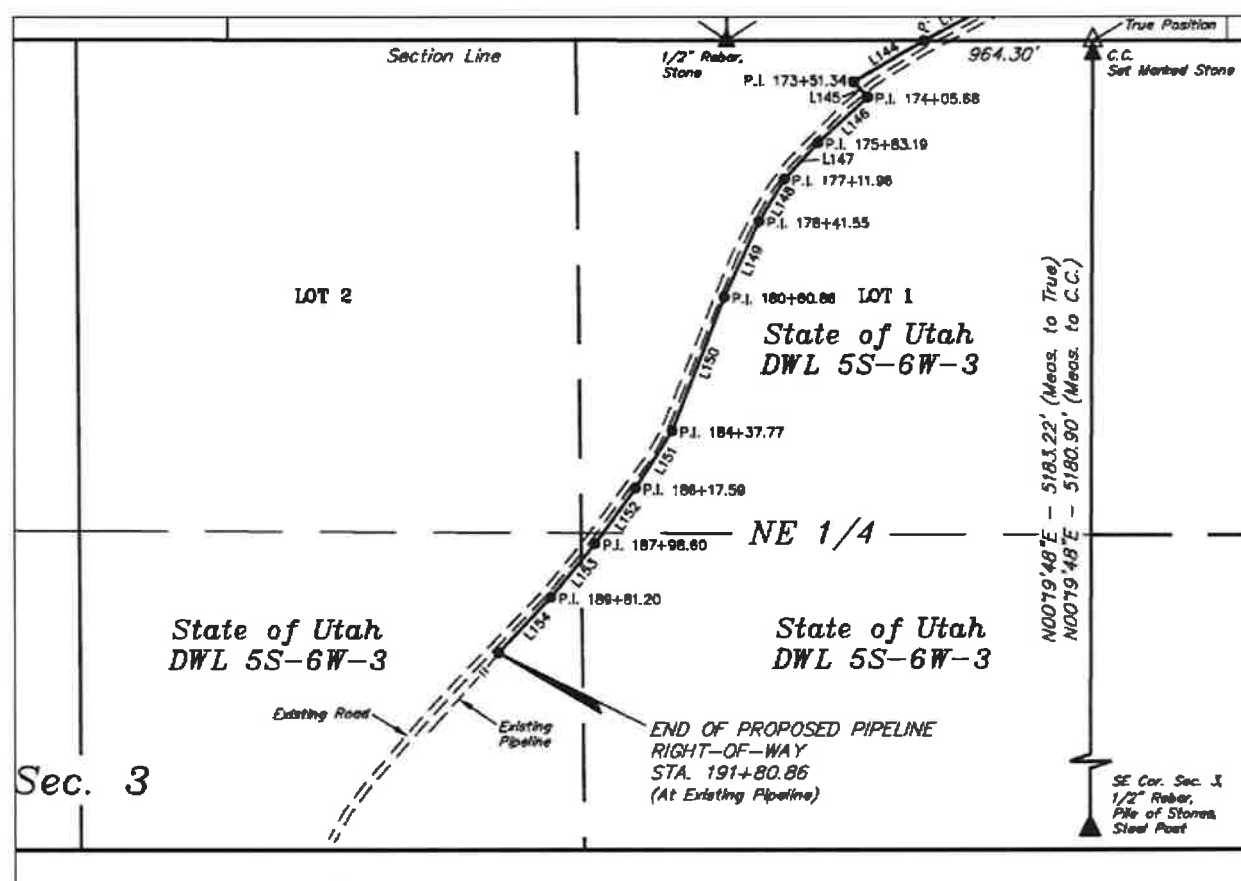 True Position
Section Line
1/2" Rebar,
Stone
L144
964.30'
C.C.
Set Marked Stone
P.I. 173+51.34
L145
P.I. 174+05.68
L146
P.I. 175+83.19
L147
P.I. 177+11.96
L148
P.I. 178+41.55
L149
P.I. 180+80.86
LOT 2
LOT 1
State of Utah
DWL 5S-6W-3
L150
N00°19'48"E - 5183.22' (Meas. to True)
N00°19'48"E - 5180.90' (Meas. to C.C.)
P.I. 184+37.77
L151
P.I. 186+17.59
L152
NE 1/4
P.I. 187+98.60
L153
P.I. 189+81.20
L154
State of Utah
DWL 5S-6W-3
State of Utah
DWL 5S-6W-3
Existing Road
Existing
Pipeline
END OF PROPOSED PIPELINE
RIGHT-OF-WAY
STA. 191+80.86
(At Existing Pipeline)
Sec. 3
SE Cor. Sec. 3,
1/2" Rebar,
Pile of Stones,
Steel Post